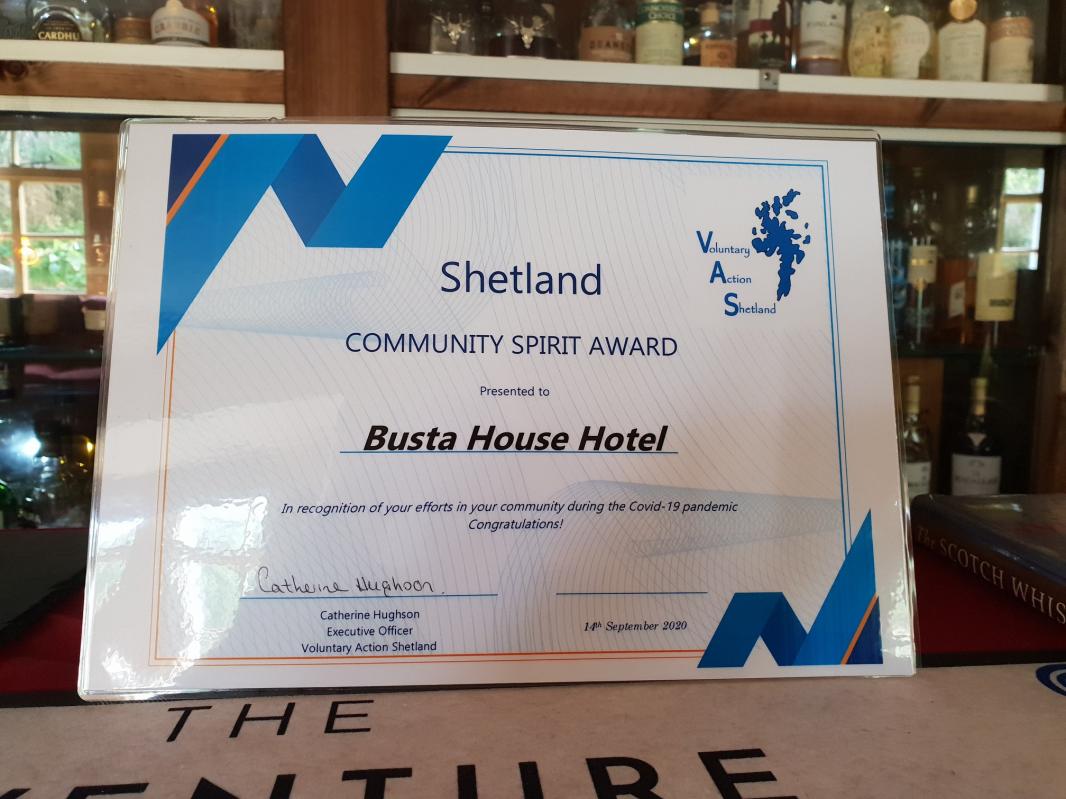 CARDHU
Shetland
Voluntary
Action
Shetland
COMMUNITY SPIRIT AWARD
Presented to
Busta House Hotel
In recognition of your efforts in your community during the Covid-19 pandemic
Congratulations!
Catherine Hughson
Catherine Hughson
Executive Officer
Voluntary Action Shetland
14th September 2020
The SCOTCH WHIS
THE
ENTURE